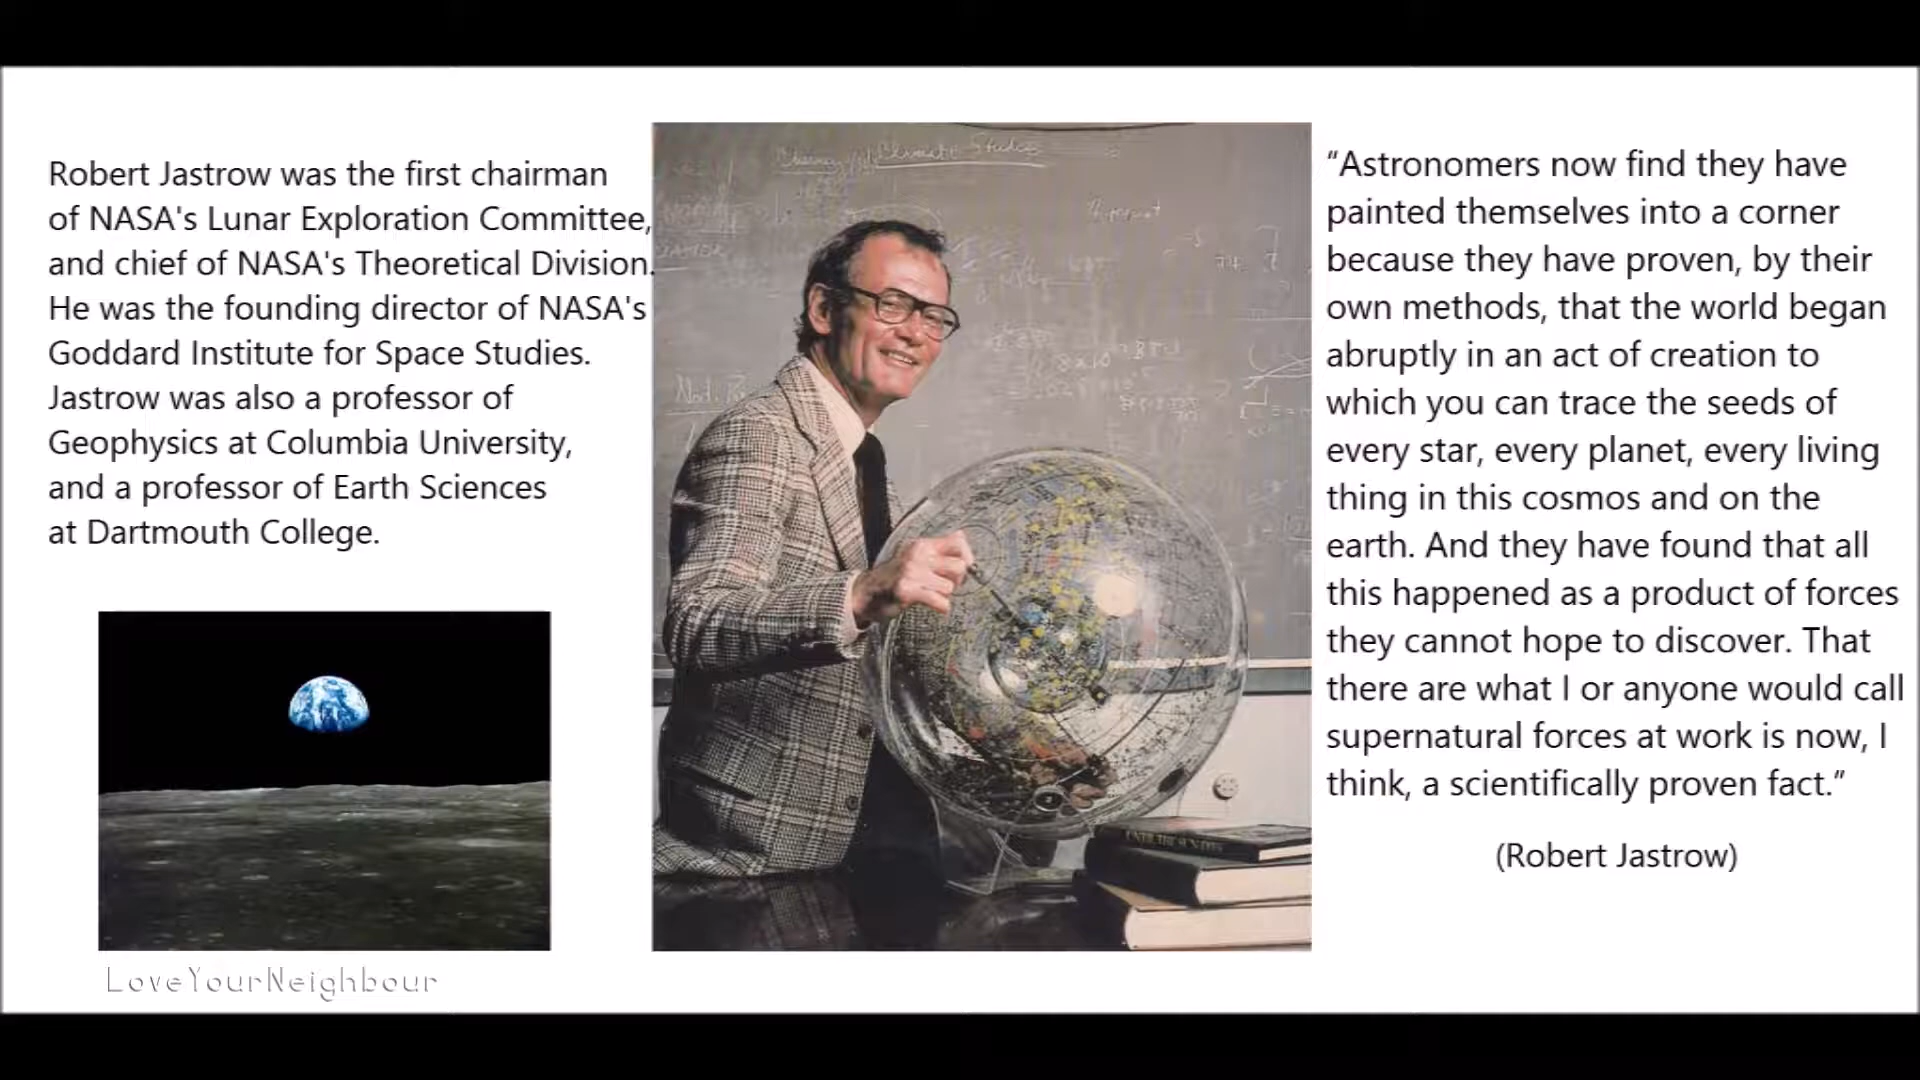 Robert Jastrow was the first chairman
of NASA's Lunar Exploration Committee,
and chief of NASA's Theoretical Division.
He was the founding director of NASA's
Goddard Institute for Space Studies.
Jastrow was also a professor of
Geophysics at Columbia University,
and a professor of Earth Sciences
at Dartmouth College.
LoveYourNeighbour
“Astronomers now find they have
painted themselves into a corner
because they have proven, by their
own methods, that the world began
abruptly in an act of creation to
which you can trace the seeds of
every star, every planet, every living
thing in this cosmos and on the
earth. And they have found that all
this happened as a product of forces
they cannot hope to discover. That
there are what I or anyone would call
supernatural forces at work is now, I
think, a scientifically proven fact.”
(Robert Jastrow)